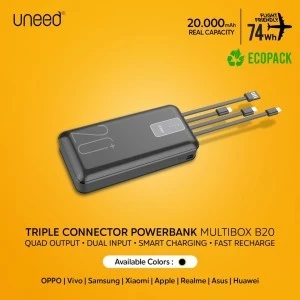 uneed®
20.000mAh
REAL CAPACITY
FLIGHT FRIENDLY
74Wh
ECOPACK
20+
TRIPLE CONNECTOR POWERBANK MULTIBOX B20
QUAD OUTPUT • DUAL INPUT • SMART CHARGING • FAST RECHARGE
Available Colors :
OPPO | Vivo | Samsung | Xiaomi | Apple | Realme | Asus | Huawei